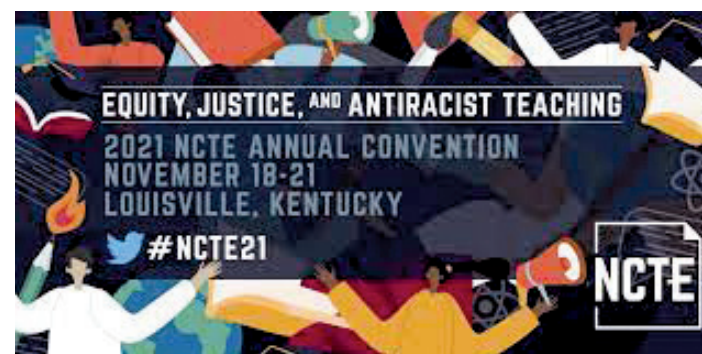 EQUITY, JUSTICE, AND ANTIRACIST TEACHING
2021 NCTE ANNUAL CONVENTION
NOVEMBER 18-21
LOUISVILLE, KENTUCKY
#NCTE21
NCTE